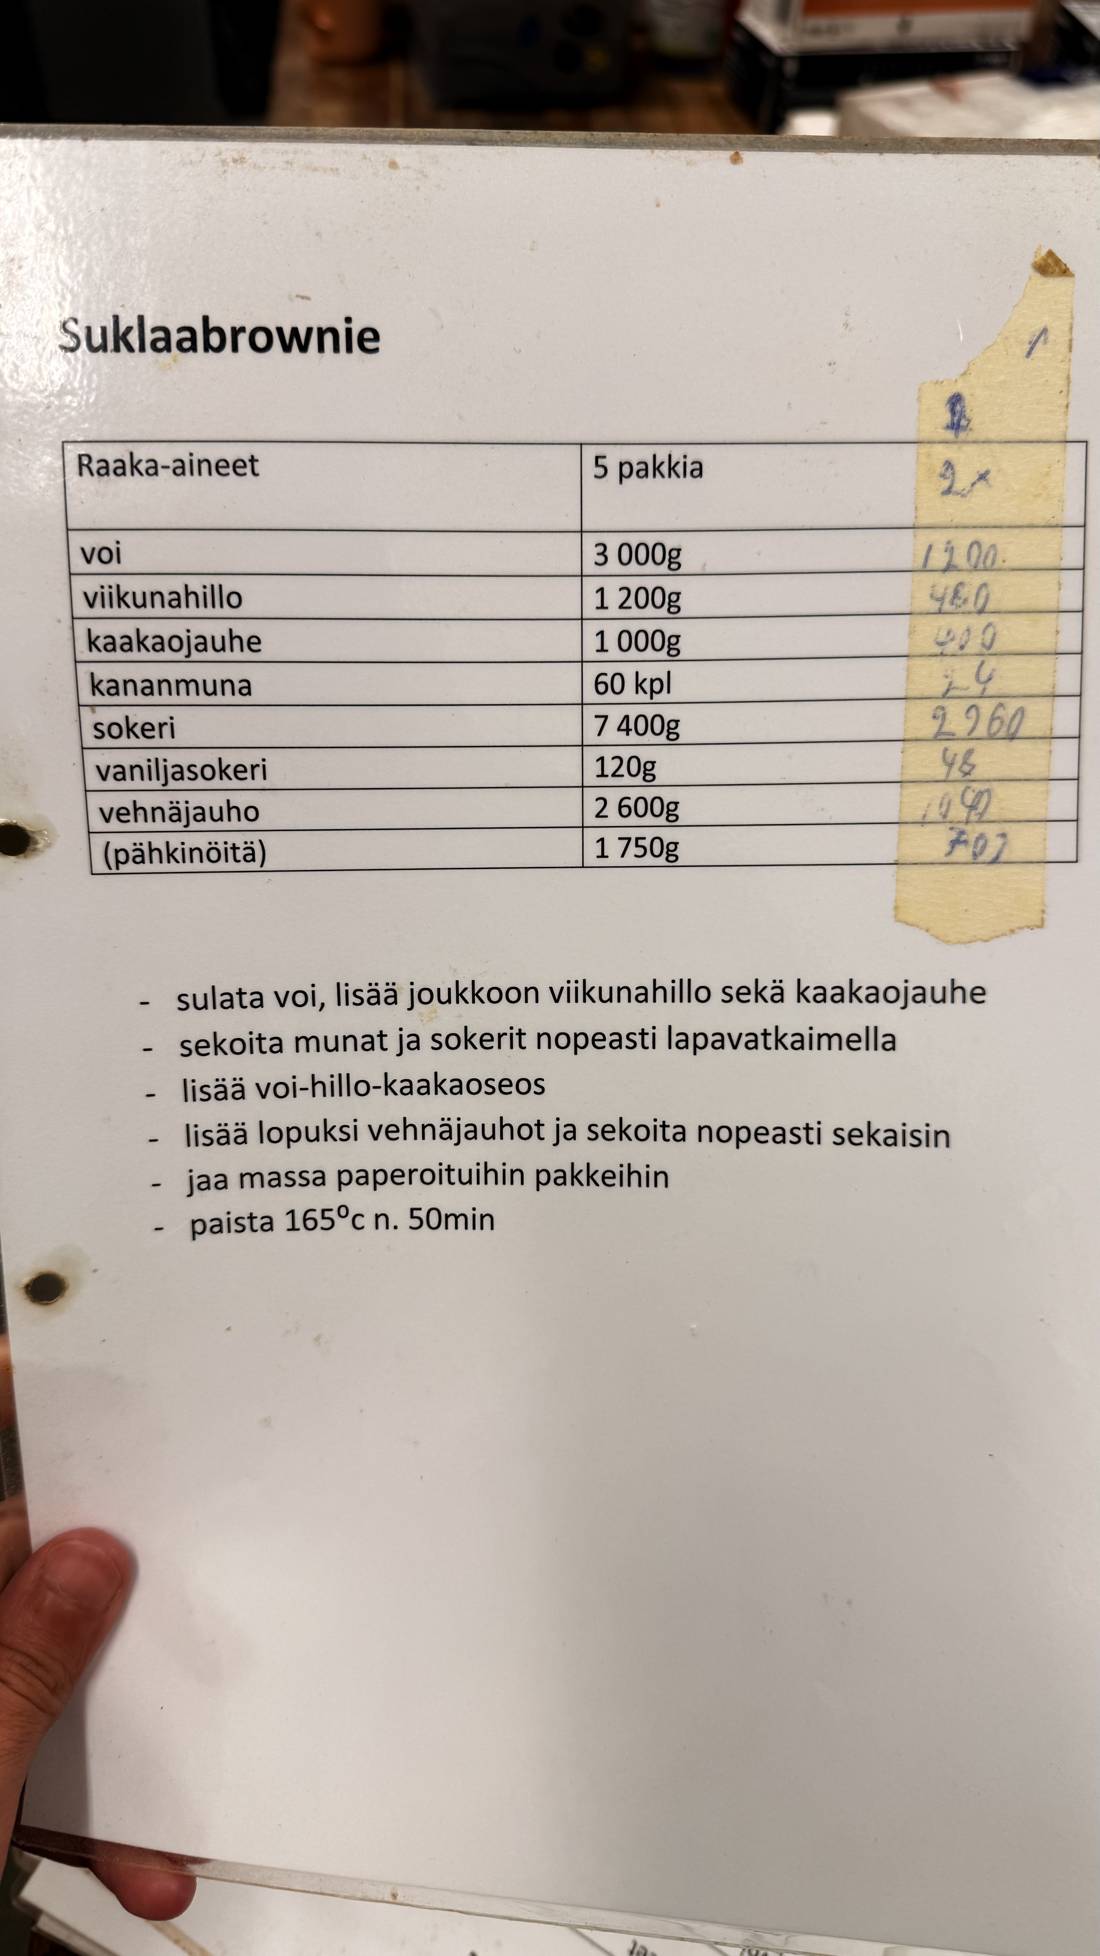 Suklaabrownie
Raaka-aineet 5 pakkia 2x
voi 3 000g 1200
viikunahillo 1 200g 480
kaakaojauhe 1 000g 400
kananmuna 60 kpl 24
sokeri 7 400g 2960
vaniljasokeri 120g 48
vehnäjauho 2 600g 1040
(pähkinöitä) 1 750g
- sulata voi, lisää joukkoon viikunahillo sekä kaakaojauhe
- sekoita munat ja sokerit nopeasti lapavatkaimella
- lisää voi-hillo-kaakaoseos
- lisää lopuksi vehnäjauhot ja sekoita nopeasti sekaisin
- jaa massa paperoituihin pakkeihin
- paista 165ºc n. 50min